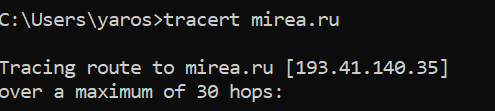 C:\Users\yaros>tracert mirea.ru
Tracing route to mirea.ru [193.41.140.35]
over a maximum of 30 hops: